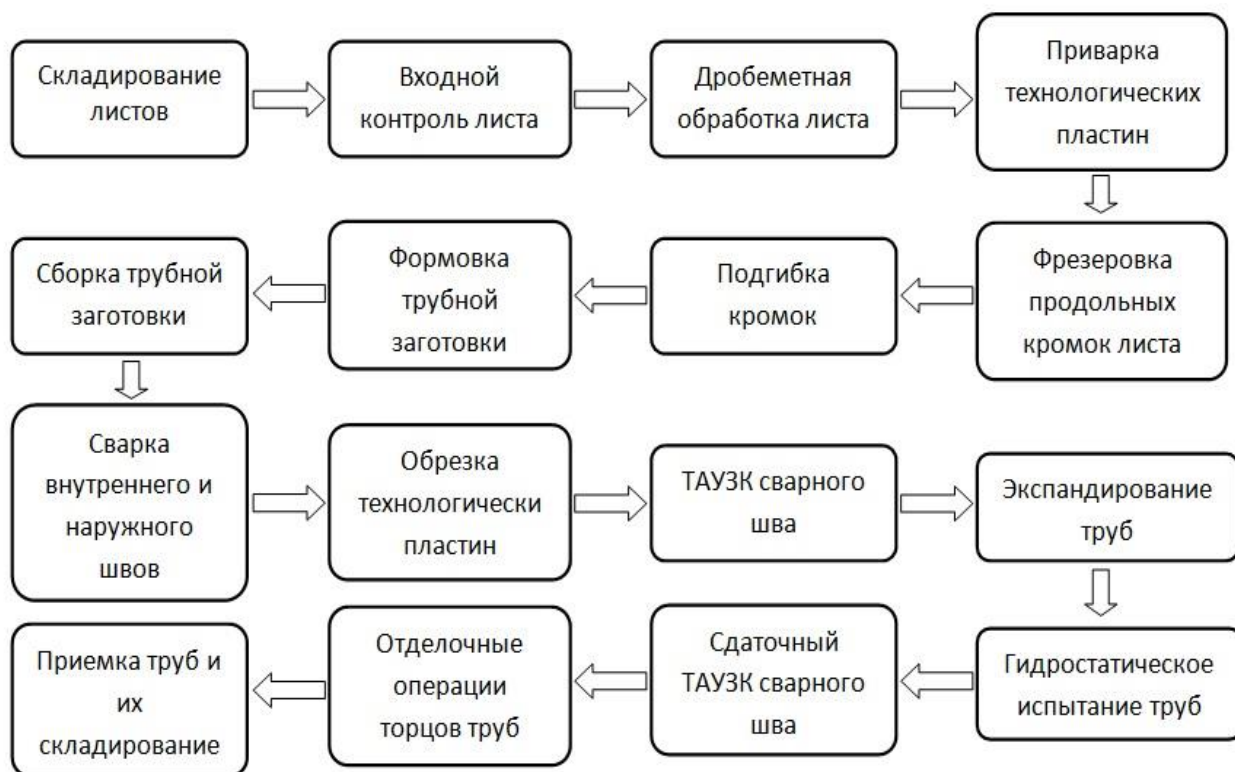 Складирование
листов
Входной
контроль листа
Дробеметная
обработка листа
Приварка
технологических
пластин
Фрезеровка
продольных
кромок листа
Подгибка
кромок
Формовка
трубной
заготовки
Сборка трубной
заготовки
Сварка
внутреннего и
наружного
швов
Обрезка
технологически
пластин
ТАУЗК сварного
шва
Экспандирование
труб
Гидростатическое
испытание труб
Сдаточный
ТАУЗК сварного
шва
Отделочные
операции
торцов труб
Приемка труб и
их
складирование